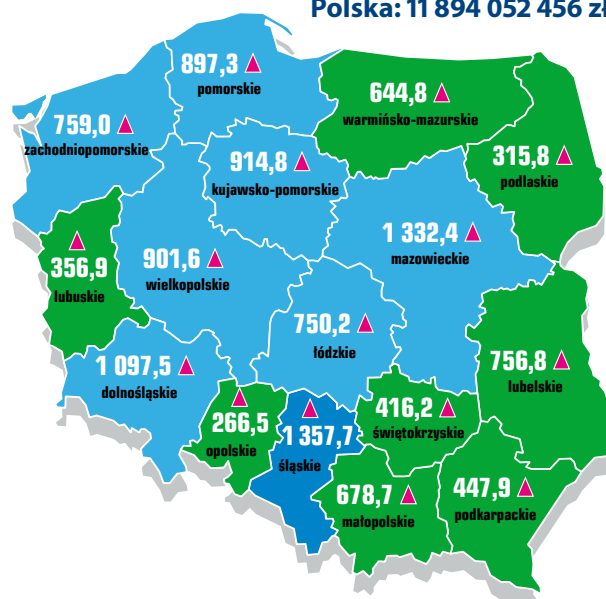 Polska: 11 894 052 456 zł
897,3
pomorskie
644,8
warmińsko-mazurskie
759,0
zachodniopomorskie
914,8
kujawsko-pomorskie
315,8
podlaskie
1 332,4
mazowieckie
356,9
lubuskie
901,6
wielkopolskie
750,2
łódzkie
1 097,5
dolnośląskie
756,8
lubelskie
266,5
opolskie
1 357,7
śląskie
416,2
świętokrzyskie
678,7
małopolskie
447,9
podkarpackie